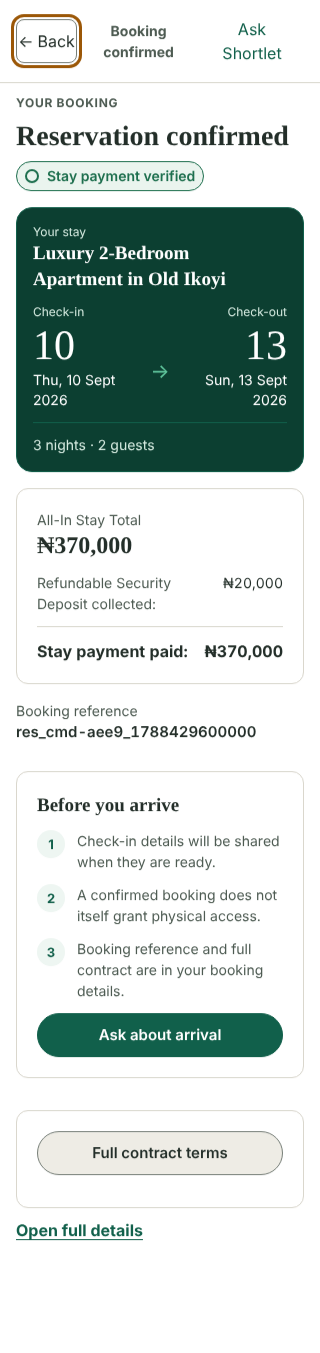 ← Back
Booking
confirmed
Ask
Shortlet
YOUR BOOKING
Reservation confirmed
Stay payment verified
Your stay
Luxury 2-Bedroom
Apartment in Old Ikoyi
Check-in
Check-out
10
13
→
Thu, 10 Sept
2026
Sun, 13 Sept
2026
3 nights · 2 guests
All-In Stay Total
₦370,000
Refundable Security
Deposit collected:
₦20,000
Stay payment paid: ₦370,000
Booking reference
res_cmd-aee9_1788429600000
Before you arrive
1 Check-in details will be shared
when they are ready.
2 A confirmed booking does not
itself grant physical access.
3 Booking reference and full
contract are in your booking
details.
Ask about arrival
Full contract terms
Open full details